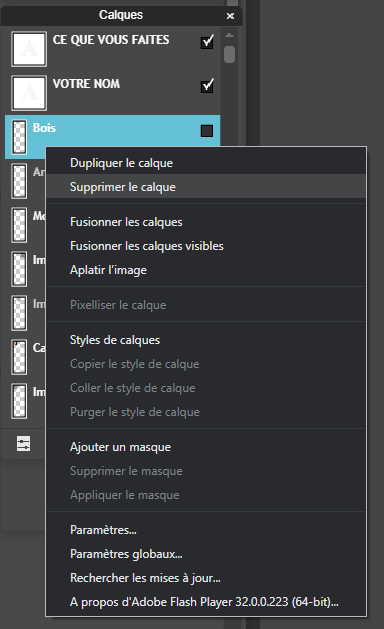 Calques
CE QUE VOUS FAITES
VOTRE NOM
Bois
Dupliquer le calque
Ar
Supprimer le calque
Mo
Fusionner les calques
Fusionner les calques visibles
Im
Aplatir l'image
Im
Pixelliser le calque
Ca
Styles de calques
Copier le style de calque
Im
Coller le style de calque
Purger le style de calque
Ajouter un masque
Supprimer le masque
Appliquer le masque
Paramètres...
Paramètres globaux...
Rechercher les mises à jour...
A propos d'Adobe Flash Player 32.0.0.223 (64-bit)...